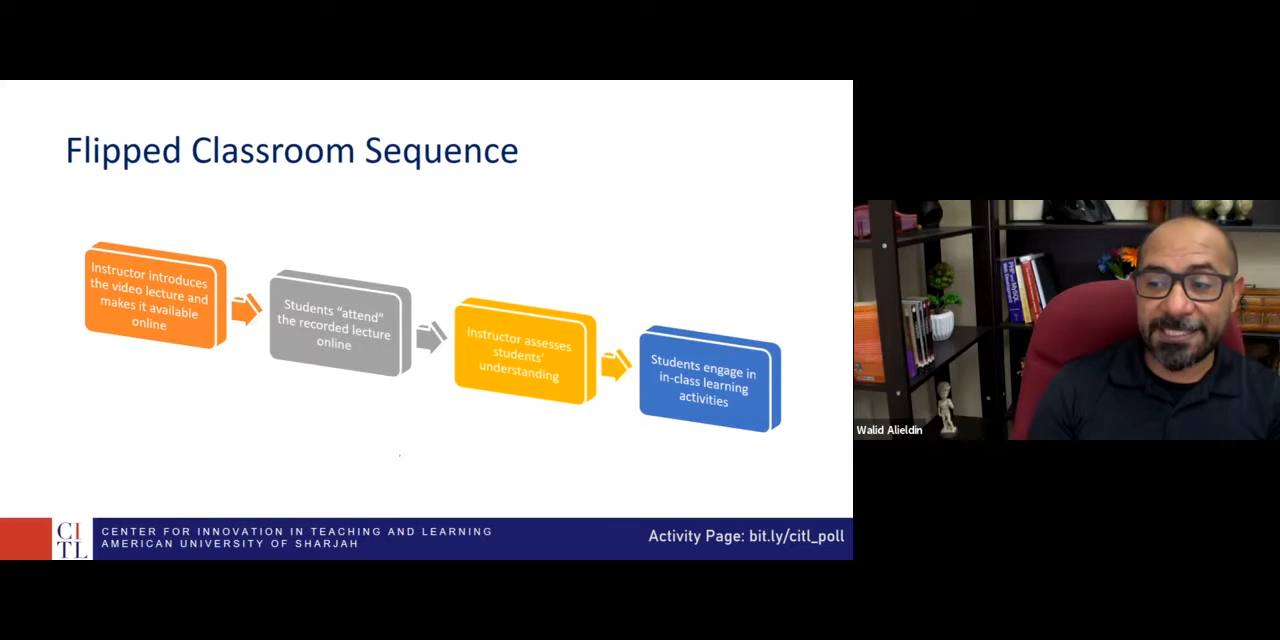 Flipped Classroom Sequence
Instructor introduces
the video lecture and
makes it available
online
Students “attend”
the recorded lecture
online
Instructor assesses
students'
understanding
Students engage in
in-class learning
activities
CI
TL
CENTER FOR INNOVATION IN TEACHING AND LEARNING
AMERICAN UNIVERSITY OF SHARJAH
Activity Page: bit.ly/citl_poll
Walid Alieldin